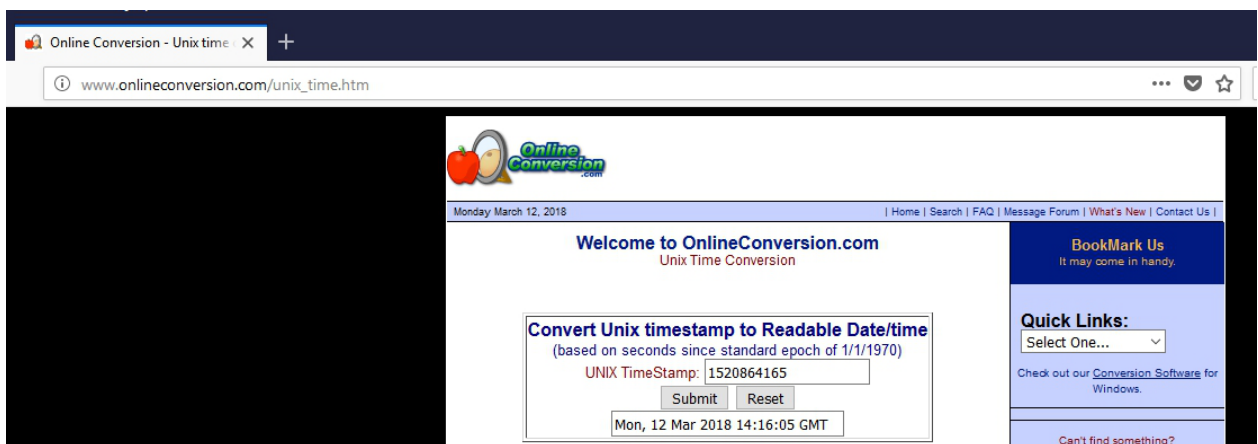 Online Conversion - Unix time
www.onlineconversion.com/unix_time.htm
Online
Conversion
.com
Monday March 12, 2018
| Home | Search | FAQ | Message Forum | What's New | Contact Us |
Welcome to OnlineConversion.com
Unix Time Conversion
Convert Unix timestamp to Readable Date/time
(based on seconds since standard epoch of 1/1/1970)
UNIX TimeStamp: 1520864165
Submit Reset
Mon, 12 Mar 2018 14:16:05 GMT
BookMark Us
It may come in handy.
Quick Links:
Select One...
Check out our Conversion Software for
Windows.
Can't find something?